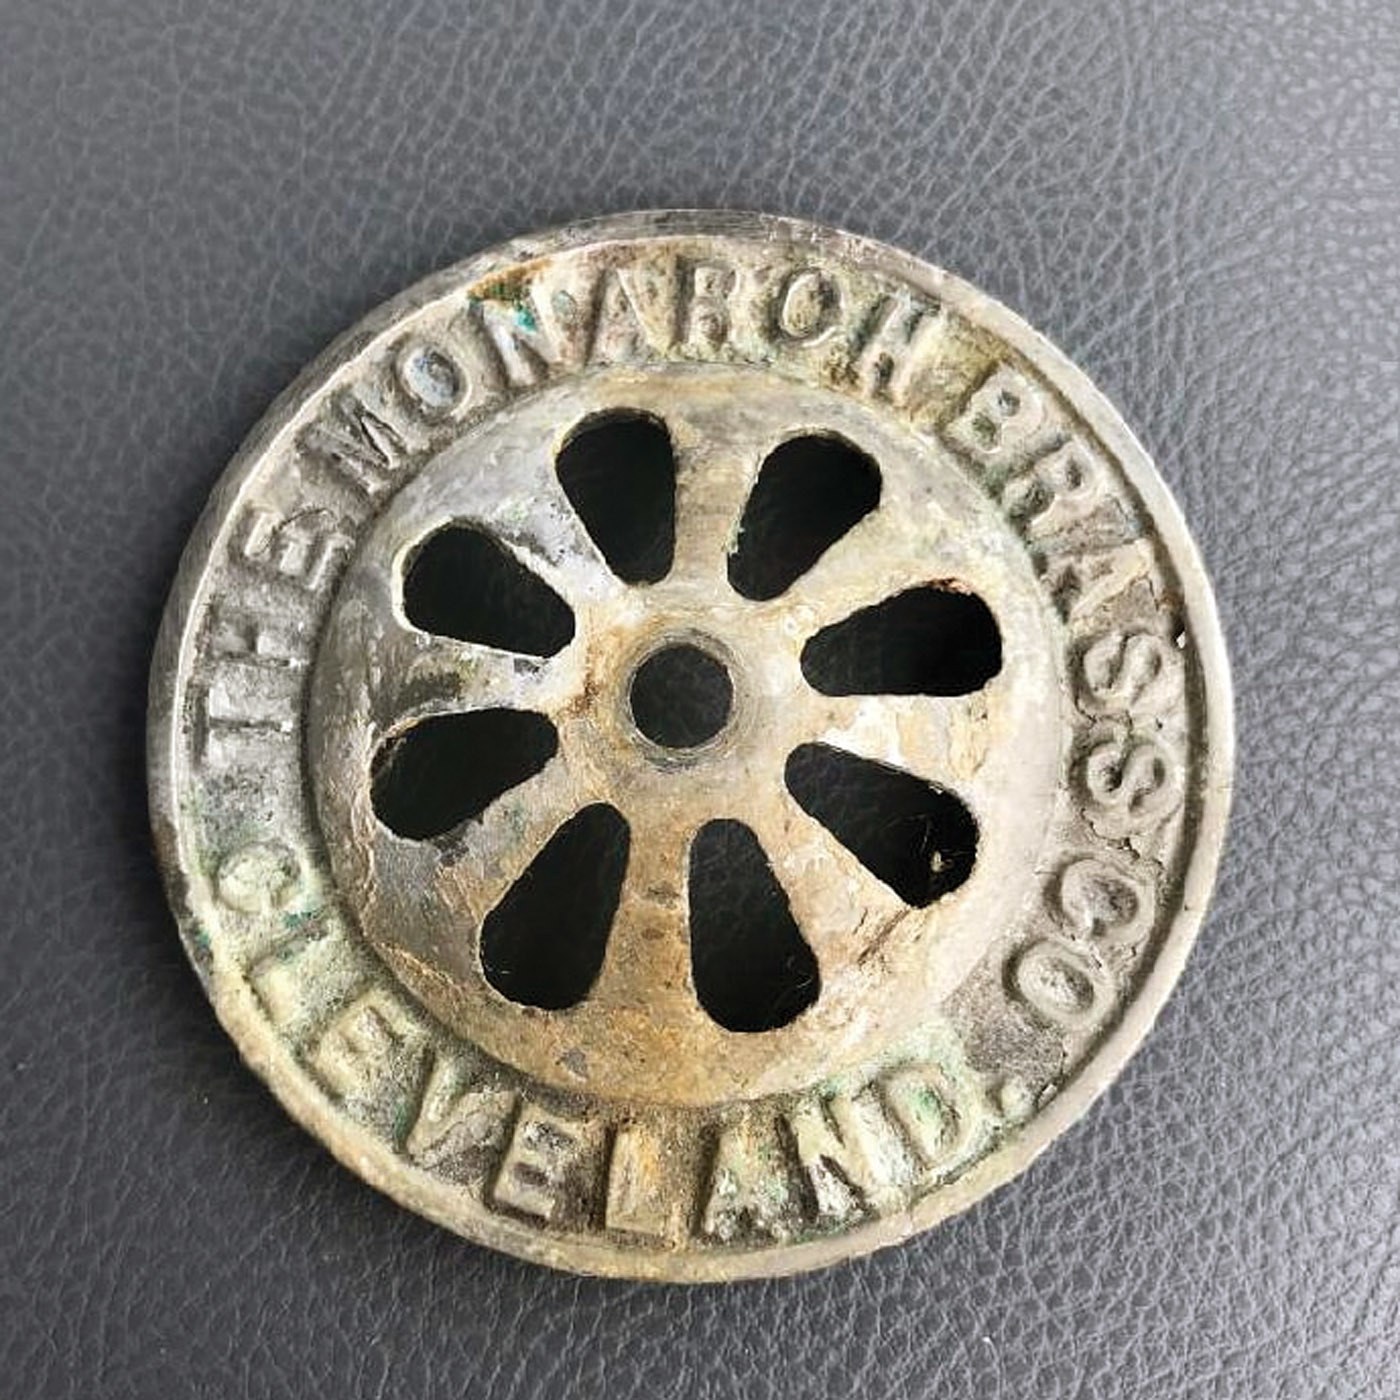 THE MONARCH BRASS CO
CLEVELAND.